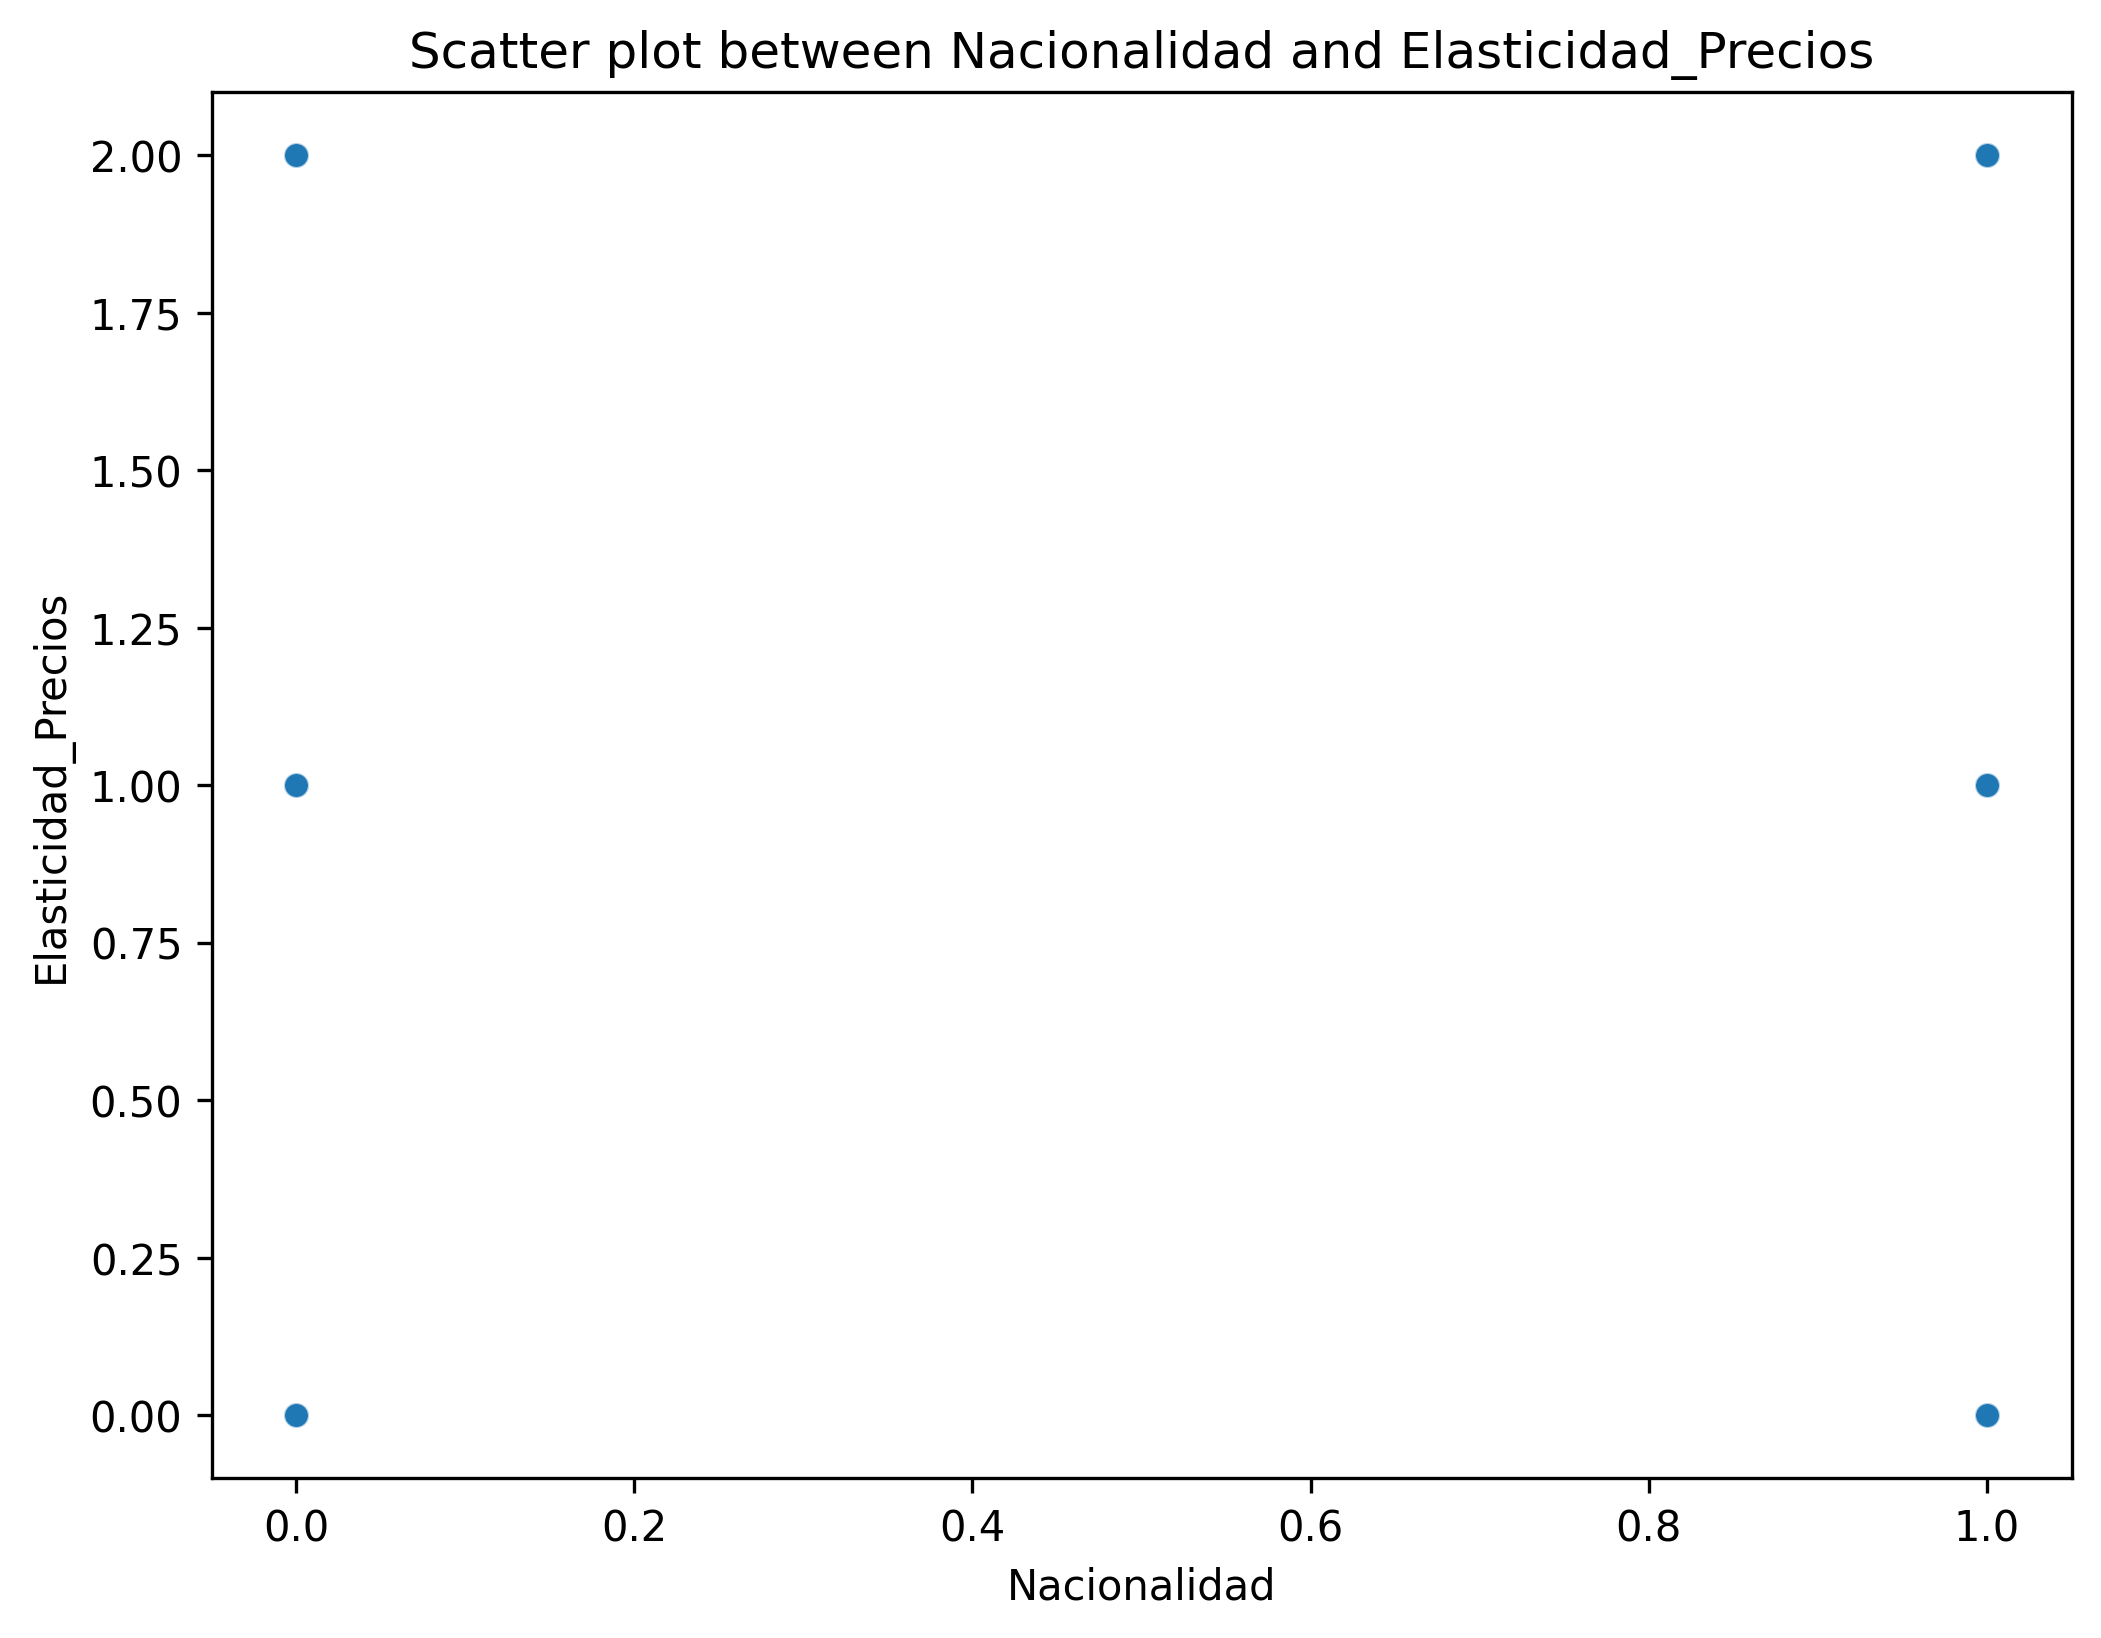 Scatter plot between Nacionalidad and Elasticidad_Precios
Elasticidad_Precios
2.00
1.75
1.50
1.25
1.00
0.75
0.50
0.25
0.00
0.0 0.2 0.4 0.6 0.8 1.0
Nacionalidad